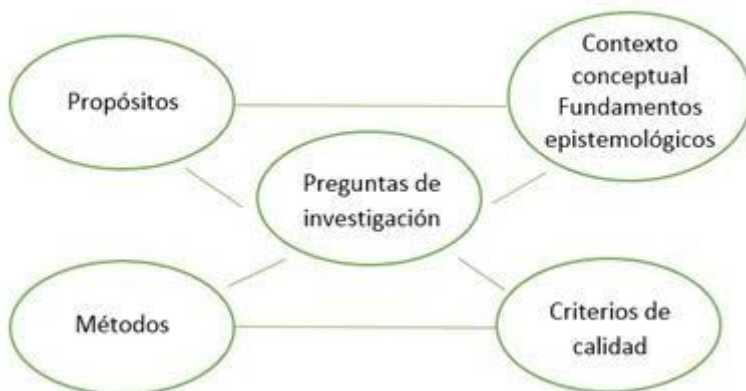 Propósitos
Contexto
conceptual
Fundamentos
epistemológicos
Preguntas de
investigación
Métodos
Criterios de
calidad